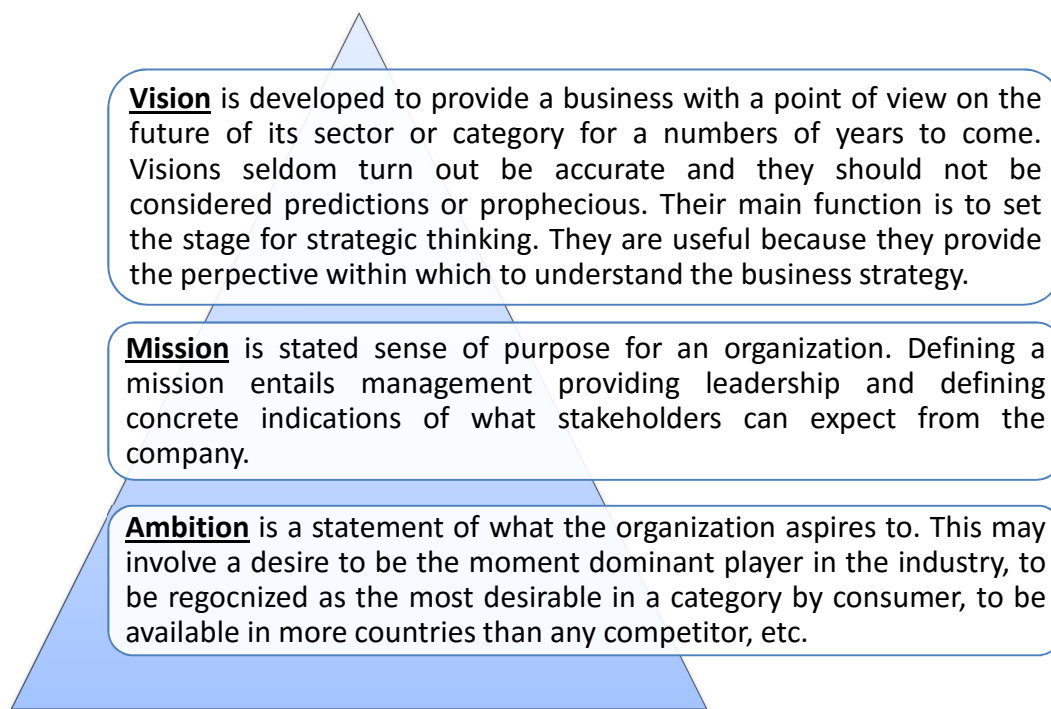 Vision is developed to provide a business with a point of view on the
future of its sector or category for a numbers of years to come.
Visions seldom turn out be accurate and they should not be
considered predictions or prophecious. Their main function is to set
the stage for strategic thinking. They are useful because they provide
the perpective within which to understand the business strategy.
Mission is stated sense of purpose for an organization. Defining a
mission entails management providing leadership and defining
concrete indications of what stakeholders can expect from the
company.
Ambition is a statement of what the organization aspires to. This may
involve a desire to be the moment dominant player in the industry, to
be regocnized as the most desirable in a category by consumer, to be
available in more countries than any competitor, etc.